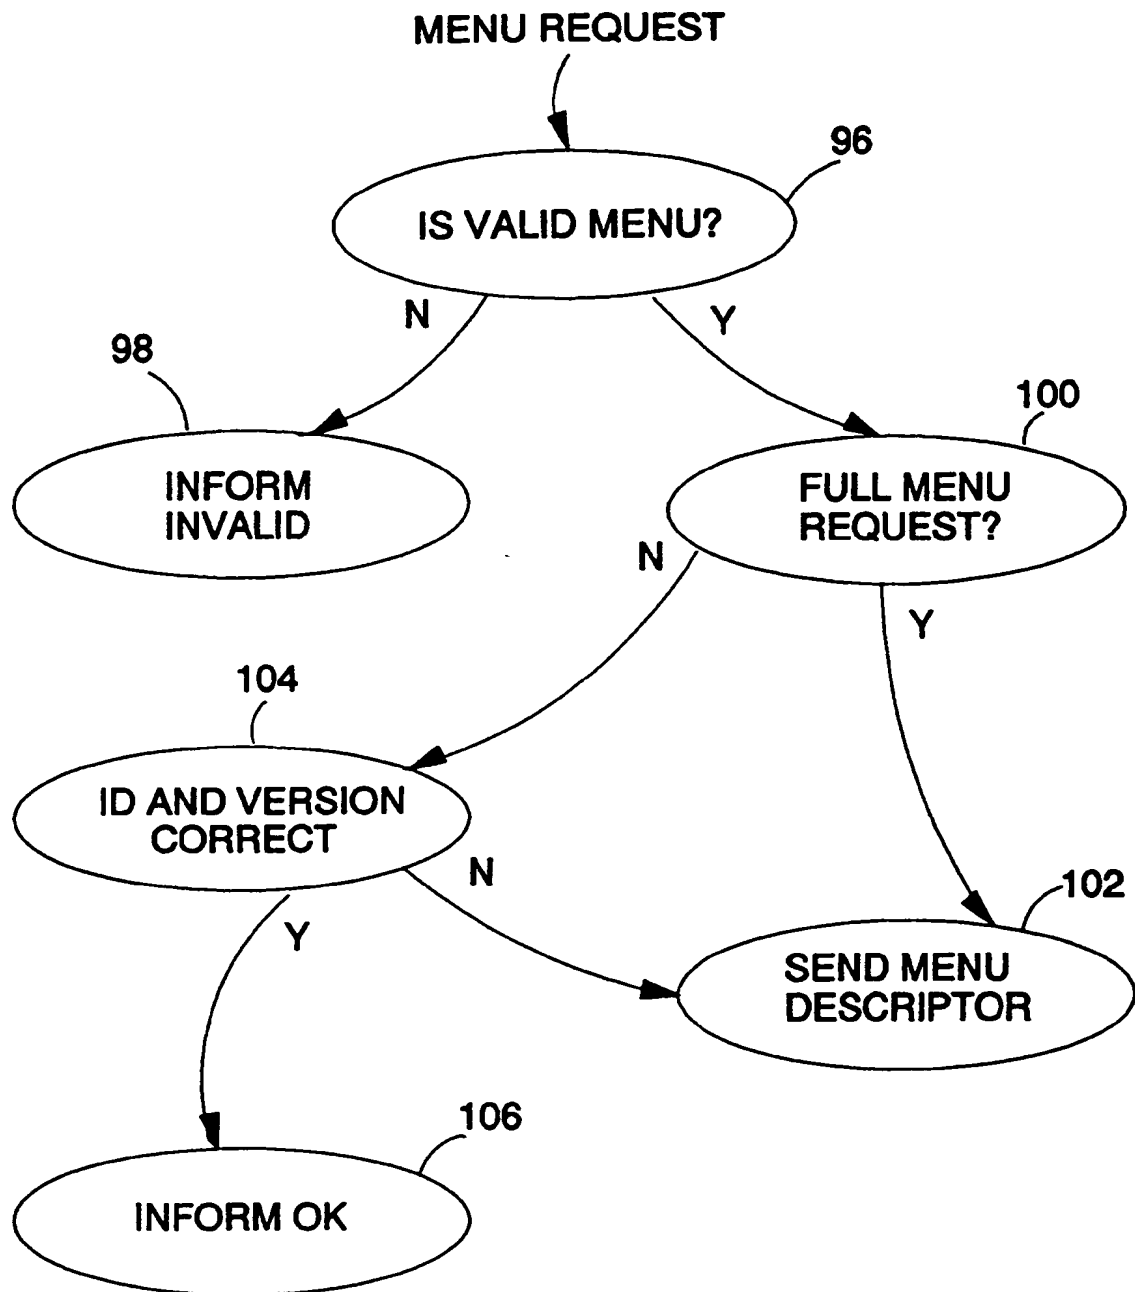 MENU REQUEST
96
IS VALID MENU?
N
Y
98
100
INFORM
INVALID
FULL MENU
REQUEST?
N
Y
104
ID AND VERSION
CORRECT
N
102
Y
SEND MENU
DESCRIPTOR
106
INFORM OK